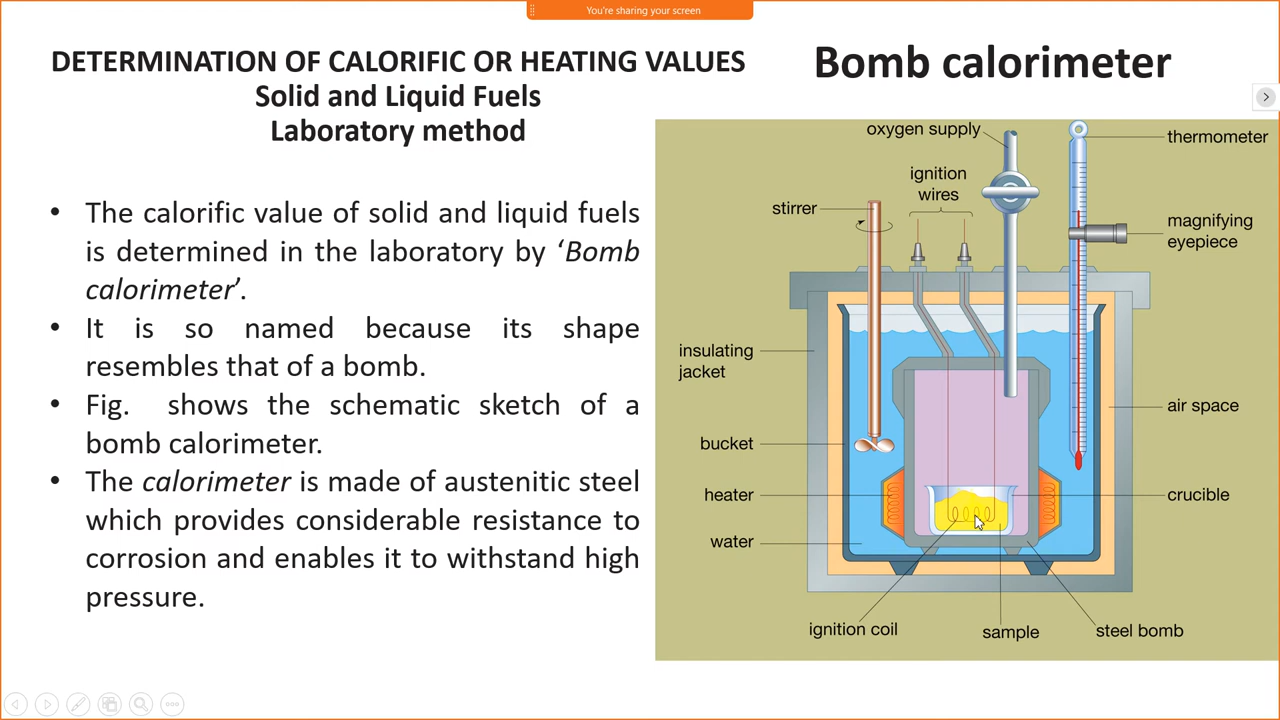 You're sharing your screen
DETERMINATION OF CALORIFIC OR HEATING VALUES
Solid and Liquid Fuels
Laboratory method
Bomb calorimeter
• The calorific value of solid and liquid fuels
is determined in the laboratory by ‘Bomb
calorimeter’.
• It is so named because its shape
resembles that of a bomb.
• Fig. shows the schematic sketch of a
bomb calorimeter.
• The calorimeter is made of austenitic steel
which provides considerable resistance to
corrosion and enables it to withstand high
pressure.
oxygen supply
thermometer
ignition
wires
stirrer
magnifying
eyepiece
insulating
jacket
air space
bucket
heater
crucible
water
ignition coil
sample
steel bomb